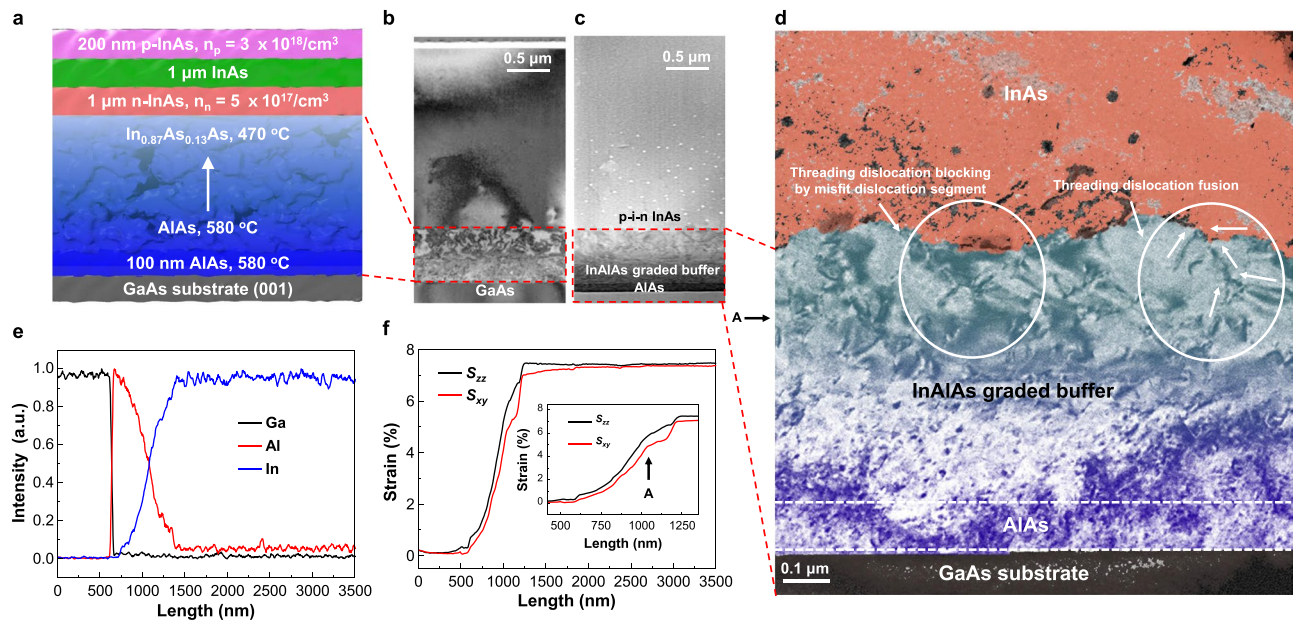 a
200 nm p-InAs, nₚ = 3 x 10¹⁸/cm³
1 µm InAs
1 µm n-InAs, nₙ = 5 x 10¹⁷/cm³
In₀.₈₇As₀.₁₃As, 470 °C
AlAs, 580 °C
100 nm AlAs, 580 °C
GaAs substrate (001)
b
0.5 µm
GaAs
c
0.5 µm
p-i-n InAs
InAlAs graded buffer
AlAs
d
InAs
Threading dislocation blocking
by misfit dislocation segment
Threading dislocation fusion
A
InAlAs graded buffer
AlAs
0.1 µm
GaAs substrate
e
Intensity (a.u.)
1.0
0.8
0.6
0.4
0.2
0.0
Ga
Al
In
0 500 1000 1500 2000 2500 3000 3500
Length (nm)
f
Strain (%)
8
6
4
2
0
Szz
Sxy
0 500 1000 1500 2000 2500 3000 3500
Length (nm)
Strain (%)
8
6
4
2
0
Szz
Sxy
A
500 750 1000 1250
Length (nm)